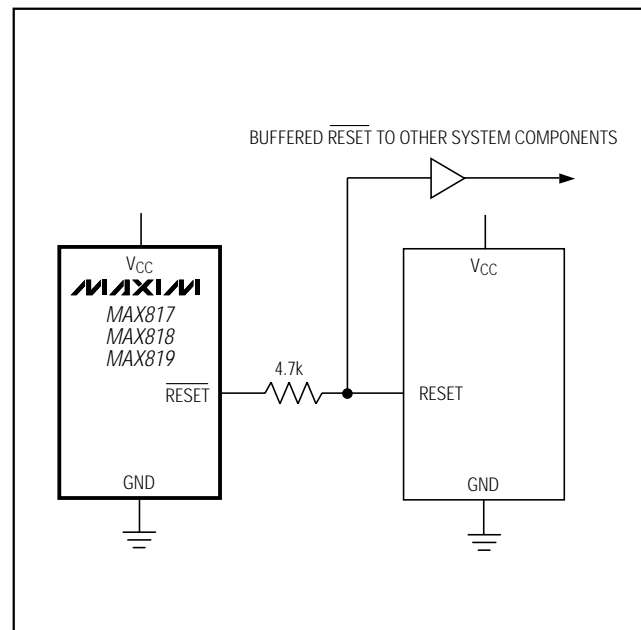 BUFFERED RESET TO OTHER SYSTEM COMPONENTS
VCC
MAXIM
MAX817
MAX818
MAX819
RESET
GND
4.7k
VCC
RESET
GND